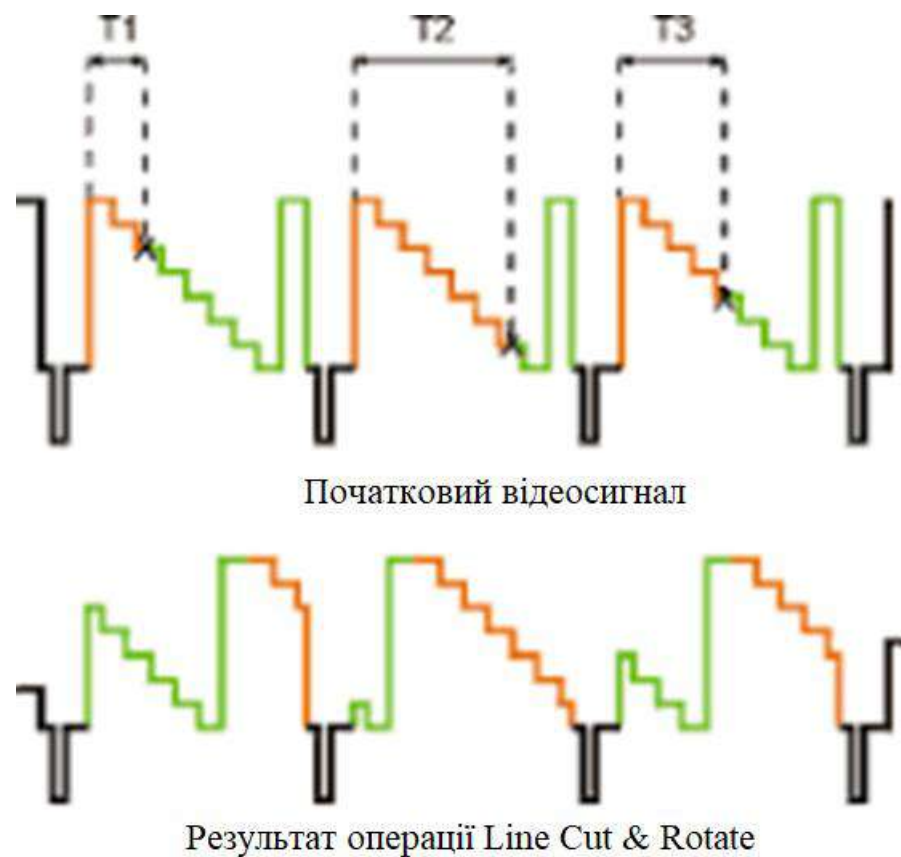 T1 T2 T3
Початковий відеосигнал
Результат операції Line Cut & Rotate